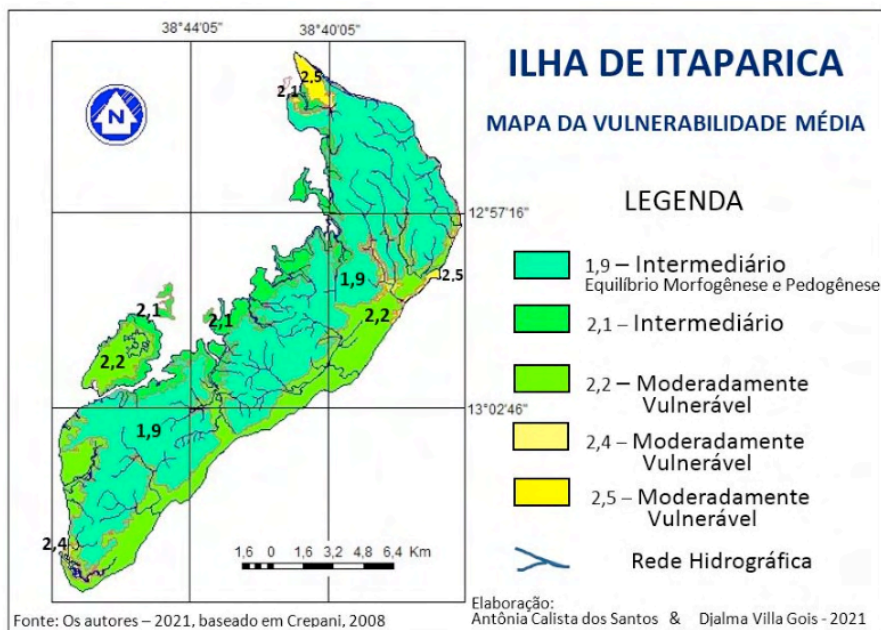 38°44'05"
38°40'05"
ILHA DE ITAPARICA
MAPA DA VULNERABILIDADE MÉDIA
N
2,5
2,1
12°57'16"
LEGENDA
1,9 – Intermediário
Equilíbrio Morfogênese e Pedogênese
2,1 – Intermediário
2,2 – Moderadamente
Vulnerável
2,4 – Moderadamente
Vulnerável
2,5 – Moderadamente
Vulnerável
Rede Hidrográfica
1,9
2,5
2,1
2,1
2,2
2,2
13°02'46"
1,9
2,4
1,6 0 1,6 3,2 4,8 6,4 Km
Fonte: Os autores – 2021, baseado em Crepani, 2008
Elaboração:
Antônia Calista dos Santos & Djalma Villa Gois - 2021